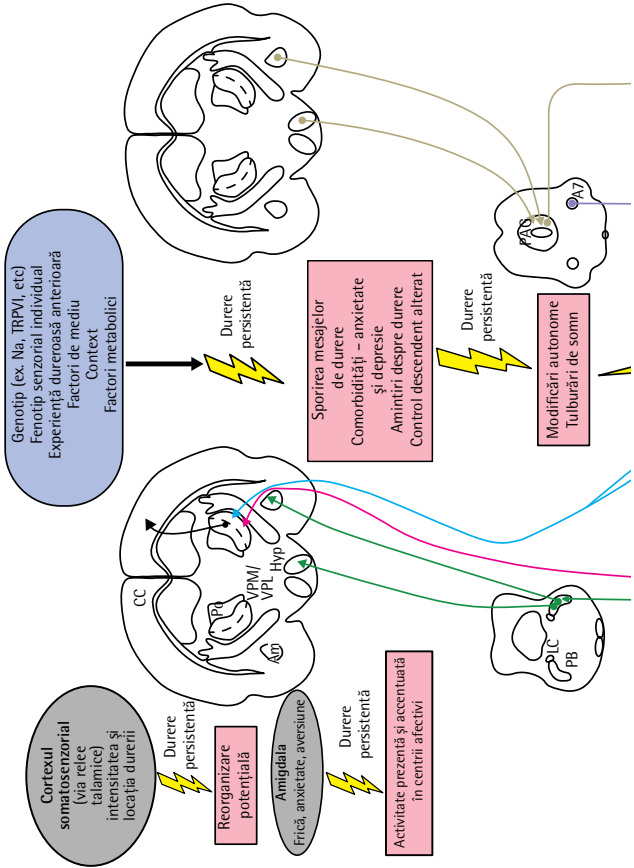 Cortexul
somatosenzorial
(via relee
talamice)
intensitatea și
locația durerii
Durere
persistentă
Reorganizare
potențială
Amigdala
Frică, anxietate, aversiune
Durere
persistentă
Activitate prezentă și accentuată
în centrii afectivi
CC
Po
VPM/
VPL
Hyp
Am
LC
PB
Genotip (ex. Na, TRPVI, etc)
Fenotip senzorial individual
Experiență dureroasă anterioară
Factori de mediu
Context
Factori metabolici
Durere
persistentă
Sporirea mesajelor
de durere
Comorbidități – anxietate
și depresie
Amintiri despre durere
Control descendent alterat
Durere
persistentă
Modificări autonome
Tulburări de somn
PAG
A7